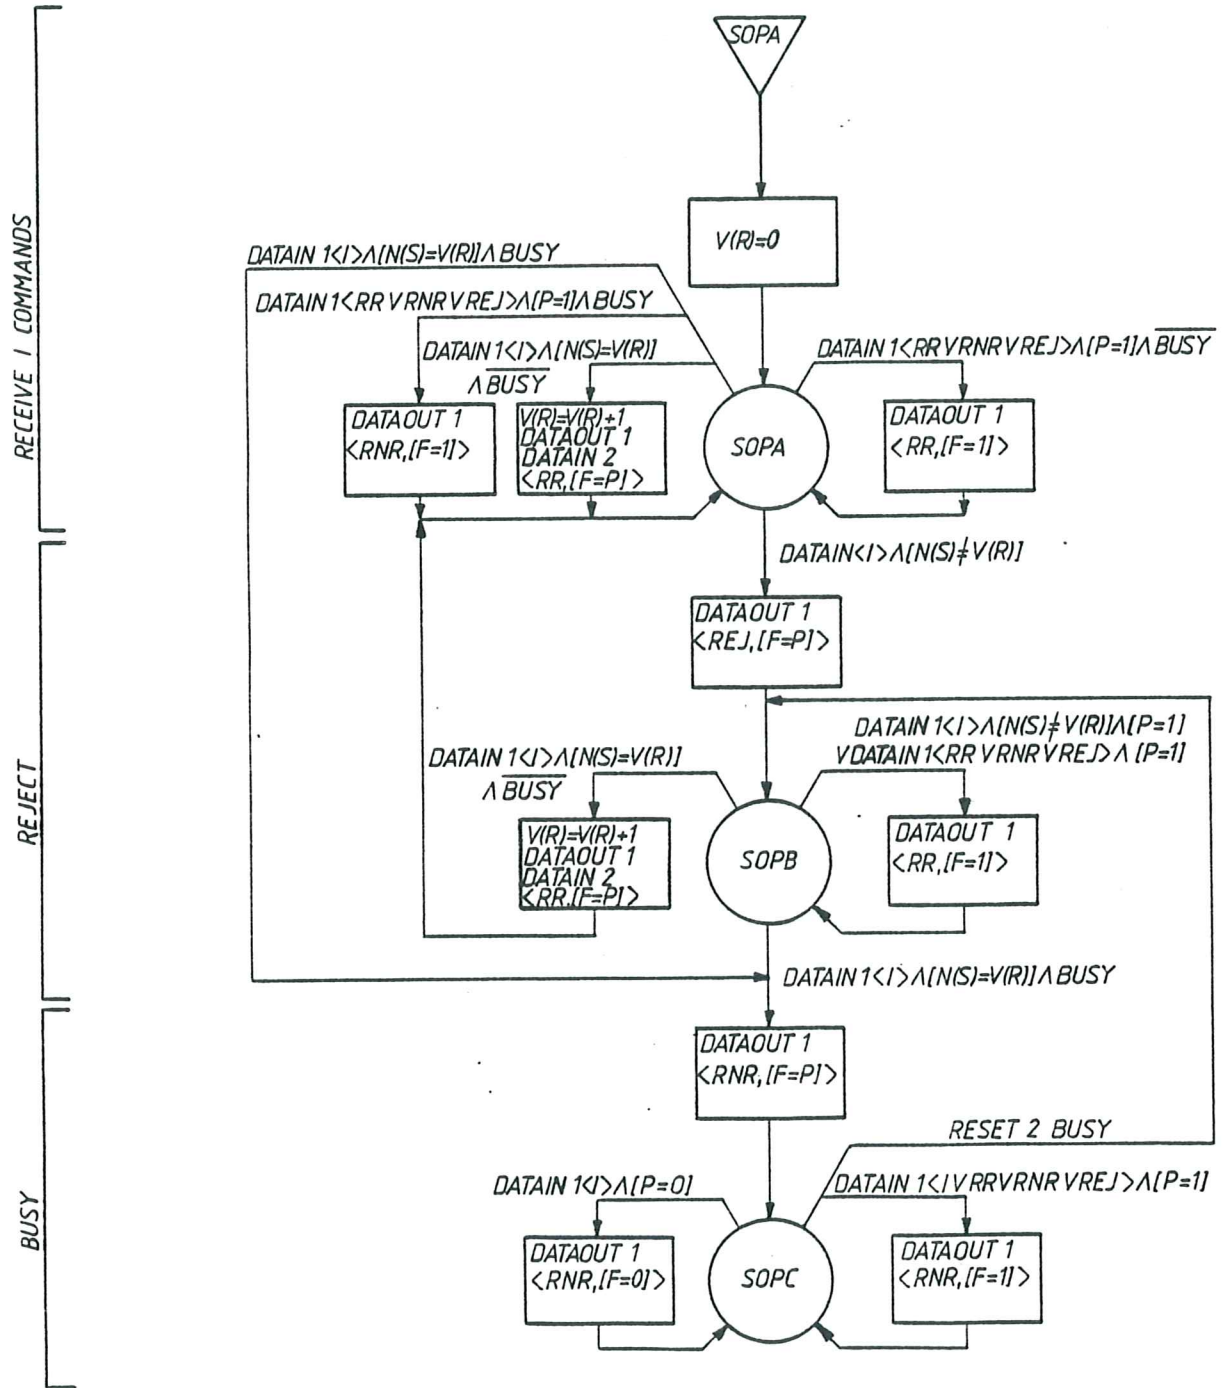 SOPA
RECEIVE I COMMANDS
V(R)=0
DATAIN 1<I>Λ[N(S)=V(R)]Λ BUSY
DATAIN 1<RR V RNR V REJ>Λ[P=1]Λ BUSY
DATAIN 1<I>Λ[N(S)=V(R)]
Λ B̅U̅S̅Y̅
DATAIN 1<RR V RNR V REJ>Λ[P=1]Λ B̅U̅S̅Y̅
DATAOUT 1
<RNR,[F=1]>
V(R)=V(R)+1
DATAOUT 1
DATAIN 2
<RR,[F=P]>
SOPA
DATAOUT 1
<RR,[F=1]>
DATAIN<I>Λ[N(S)≠V(R)]
REJECT
DATAOUT 1
<REJ,[F=P]>
DATAIN 1<I>Λ[N(S)≠V(R)]Λ[P=1]
VDATAIN 1<RR V RNR V REJ>Λ [P=1]
DATAIN 1<I>Λ[N(S)=V(R)]
Λ B̅U̅S̅Y̅
V(R)=V(R)+1
DATAOUT 1
DATAIN 2
<RR.[F=P]>
SOPB
DATAOUT 1
<RR,[F=1]>
DATAIN 1<I>Λ[N(S)=V(R)]Λ BUSY
BUSY
DATAOUT 1
<RNR,[F=P]>
RESET 2 BUSY
DATAIN 1<I>Λ[P=0]
DATAIN 1<I V RR V RNR V REJ>Λ[P=1]
DATAOUT 1
<RNR,[F=0]>
SOPC
DATAOUT 1
<RNR,[F=1]>